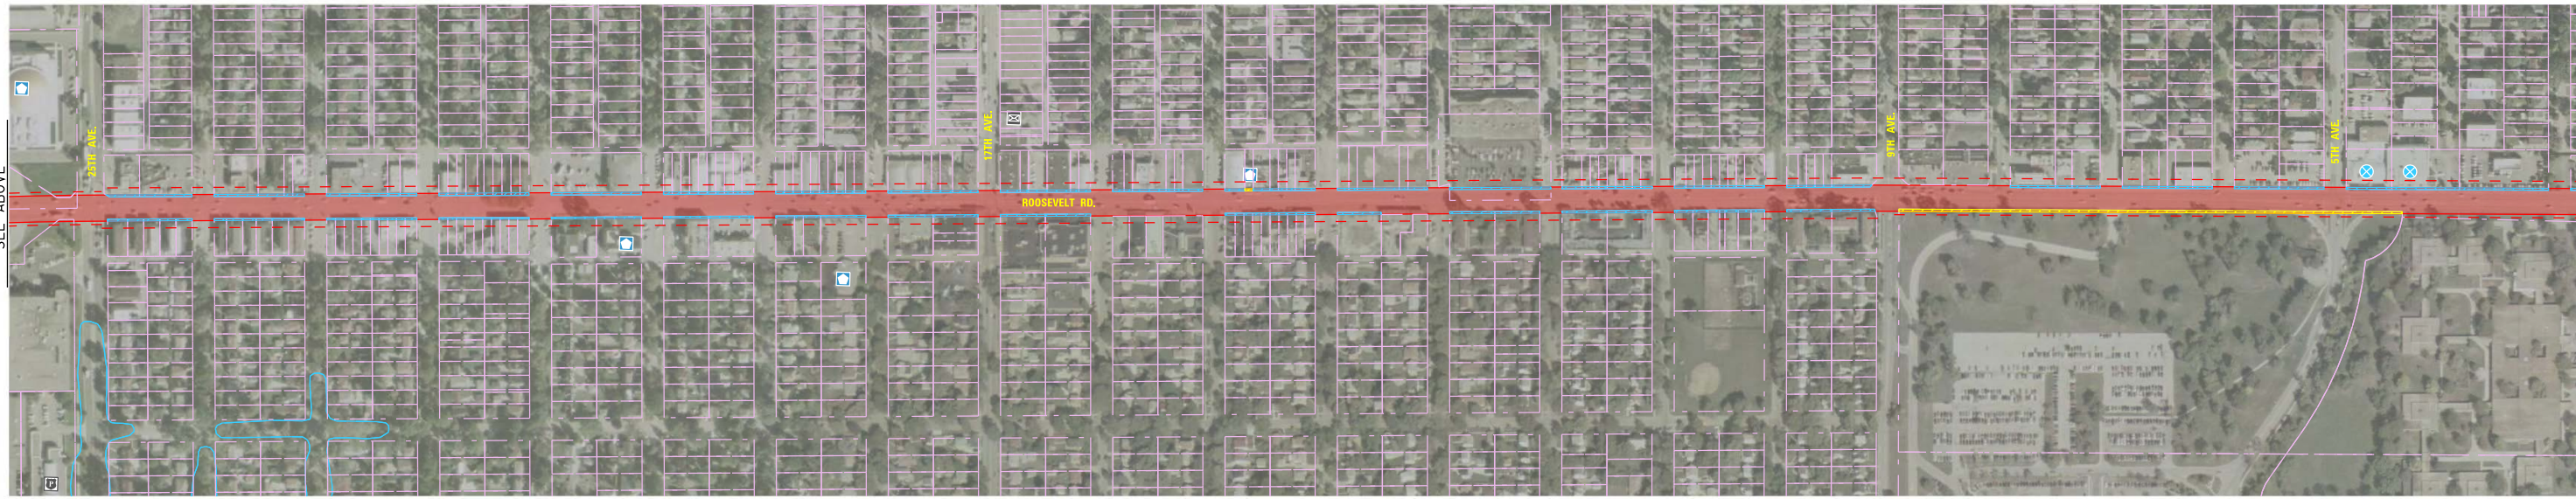 SEE ABOVE
25TH AVE.
17TH AVE.
ROOSEVELT RD.
9TH AVE.
5TH AVE.
P